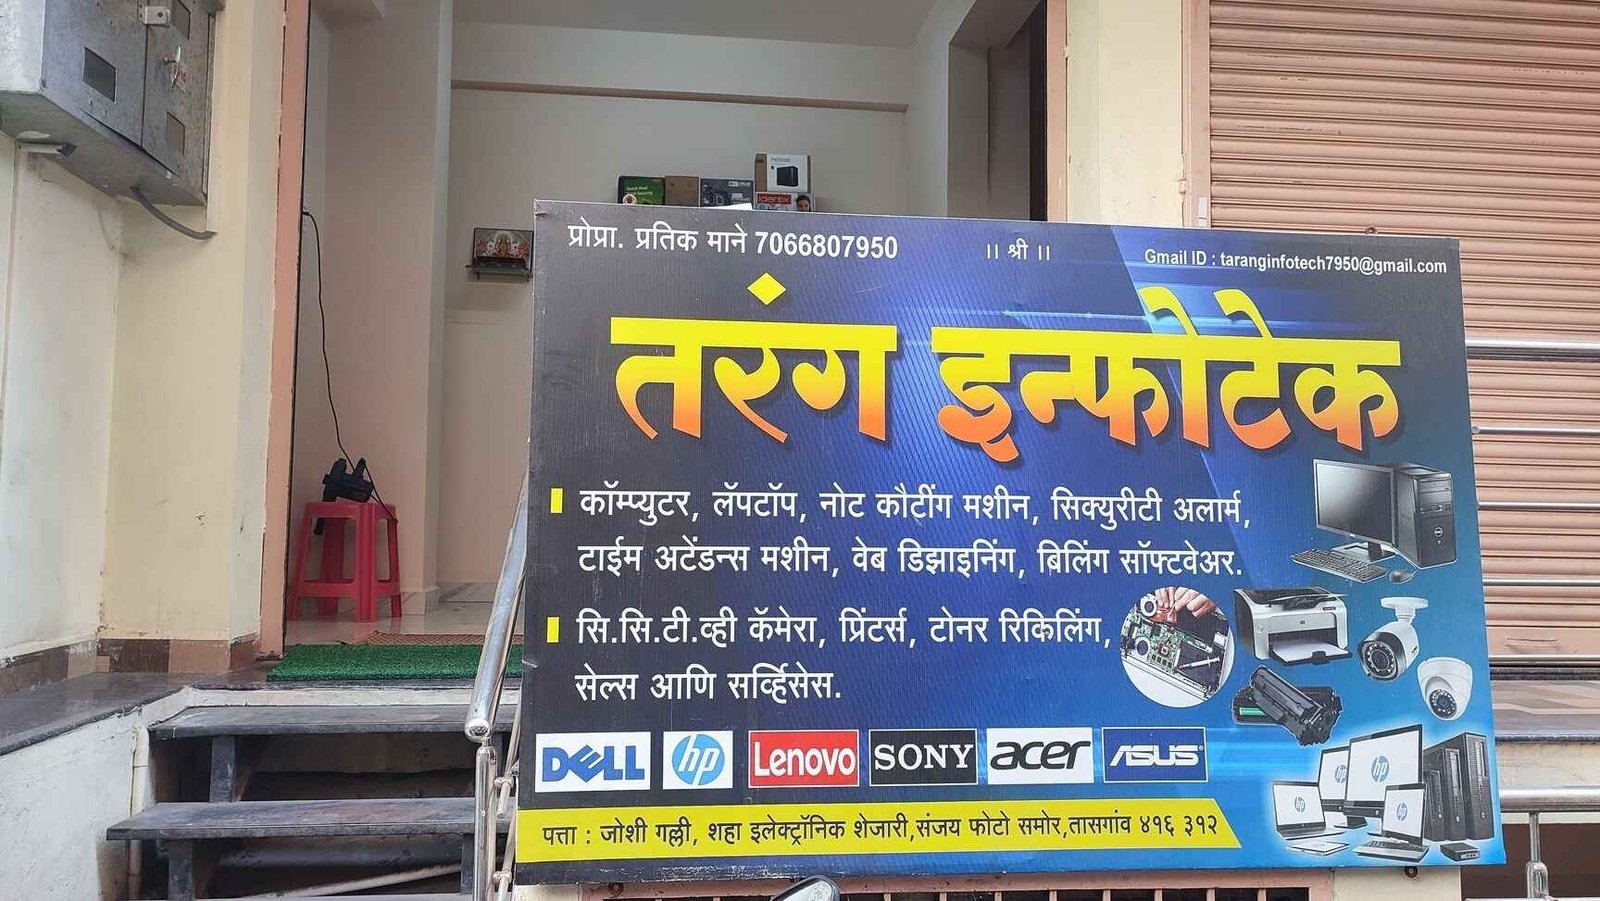 प्रोप्रा. प्रतिक माने 7066807950
।। श्री ।।
Gmail ID : taranginfotech7950@gmail.com
तरंग इन्फोटेक
कॉम्प्युटर, लॅपटॉप, नोट कौटींग मशीन, सिक्युरीटी अलार्म,
टाईम अटेंडन्स मशीन, वेब डिझाइनिंग, बिलिंग सॉफ्टवेअर.
सि.सि.टी.व्ही कॅमेरा, प्रिंटर्स, टोनर रिकिलिंग,
सेल्स आणि सर्व्हिसेस.
DELL hp Lenovo SONY acer ASUS
पत्ता : जोशी गल्ली, शहा इलेक्ट्रॉनिक शेजारी,संजय फोटो समोर,तासगांव ४१६ ३१२